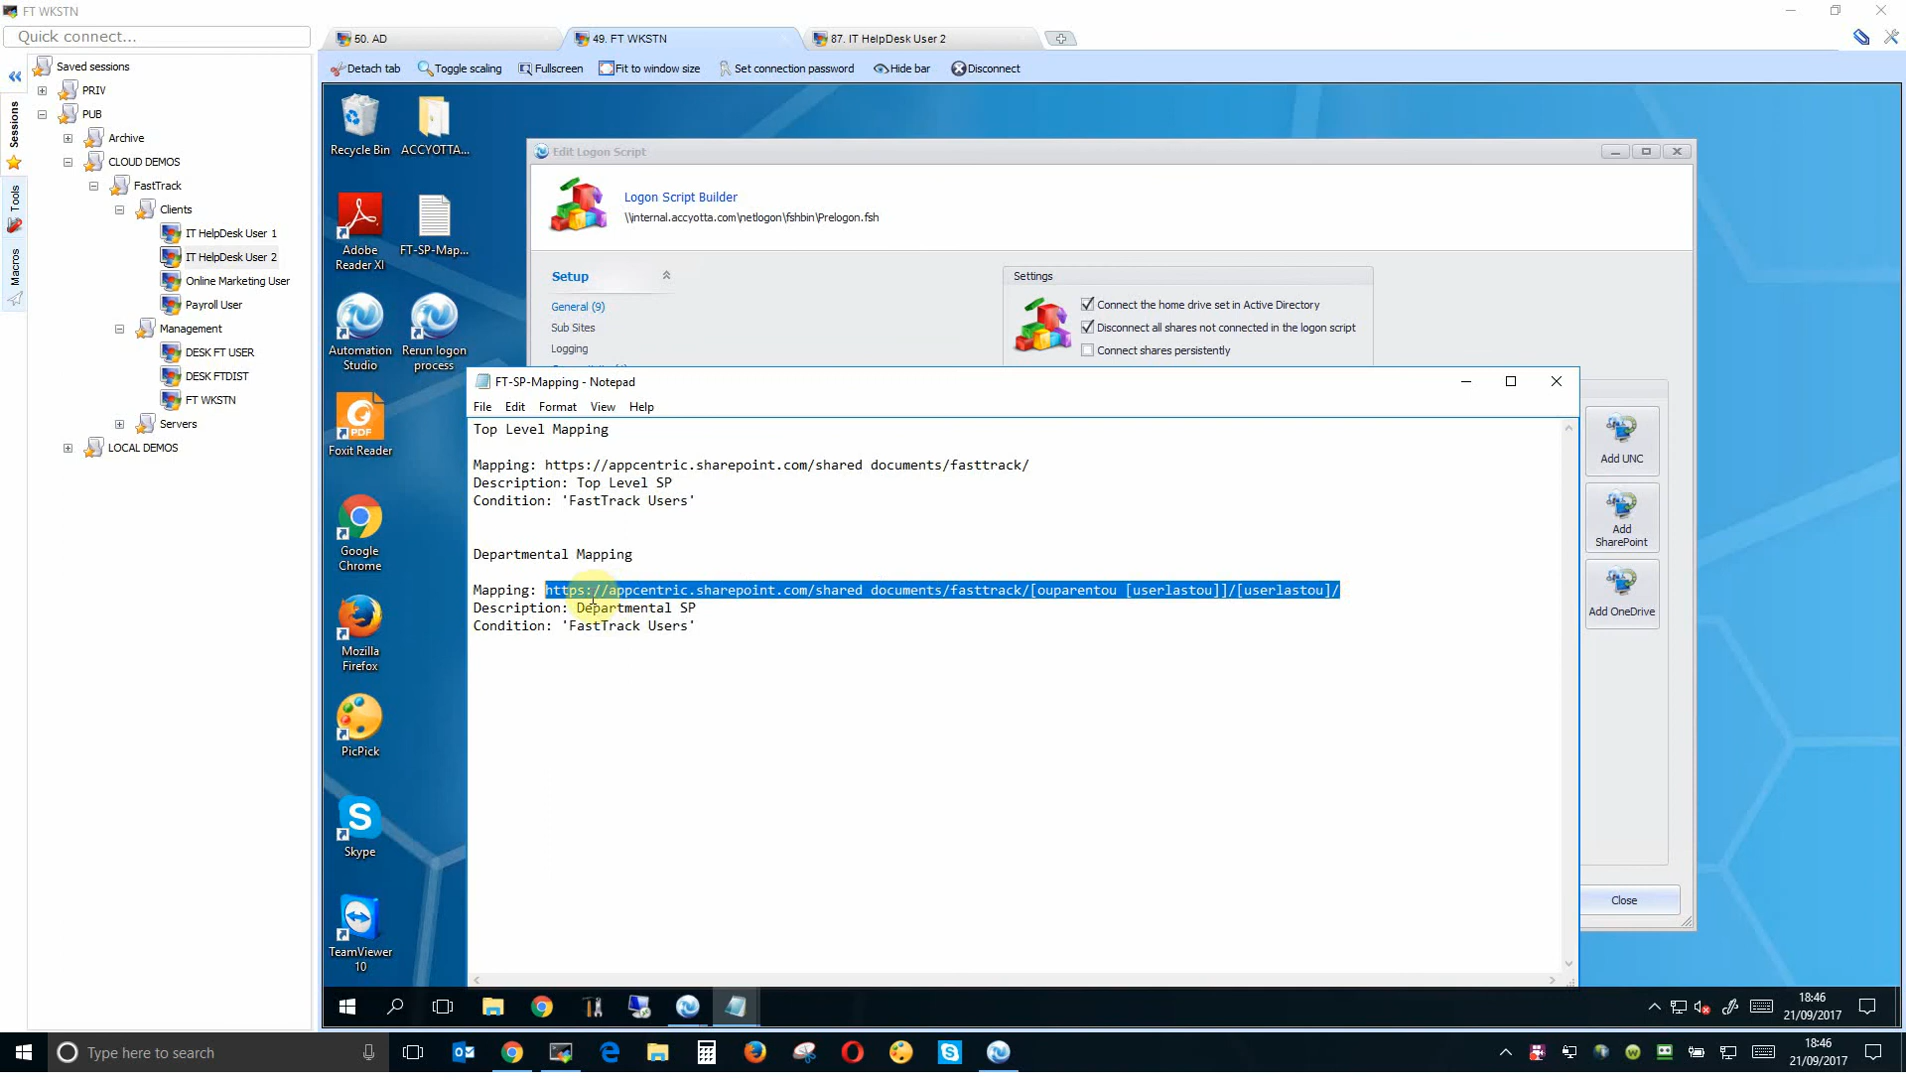 FT WKSTN
Quick connect...
50. AD
49. FT WKSTN
87. IT HelpDesk User 2
Detach tab
Toggle scaling
Fullscreen
Fit to window size
Set connection password
Hide bar
Disconnect
Sessions
Tools
Macros
Saved sessions
PRIV
PUB
Archive
CLOUD DEMOS
FastTrack
Clients
IT HelpDesk User 1
IT HelpDesk User 2
Online Marketing User
Payroll User
Management
DESK FT USER
DESK FTDIST
FT WKSTN
Servers
LOCAL DEMOS
Recycle Bin
ACCYOTTA...
Adobe
Reader XI
FT-SP-Map...
Automation
Studio
Rerun logon
process
Foxit Reader
Google
Chrome
Mozilla
Firefox
PicPick
Skype
TeamViewer
10
Edit Logon Script
Logon Script Builder
\\internal.accyotta.com\netlogon\fshbin\Prelogon.fsh
Setup
General (9)
Sub Sites
Logging
Settings
Connect the home drive set in Active Directory
Disconnect all shares not connected in the logon script
Connect shares persistently
Add UNC
Add
SharePoint
Add OneDrive
Close
FT-SP-Mapping - Notepad
File
Edit
Format
View
Help
Top Level Mapping
Mapping: https://appcentric.sharepoint.com/shared documents/fasttrack/
Description: Top Level SP
Condition: 'FastTrack Users'
Departmental Mapping
Mapping: https://appcentric.sharepoint.com/shared documents/fasttrack/[ouparentou [userlastou]]/[userlastou]/
Description: Departmental SP
Condition: 'FastTrack Users'
18:46
21/09/2017
Type here to search
18:46
21/09/2017